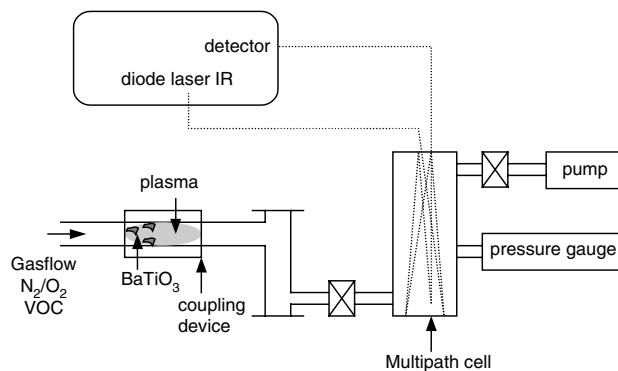 detector
diode laser IR
plasma
pump
pressure gauge
Gasflow
N₂/O₂
VOC
BaTiO₃
coupling
device
Multipath cell